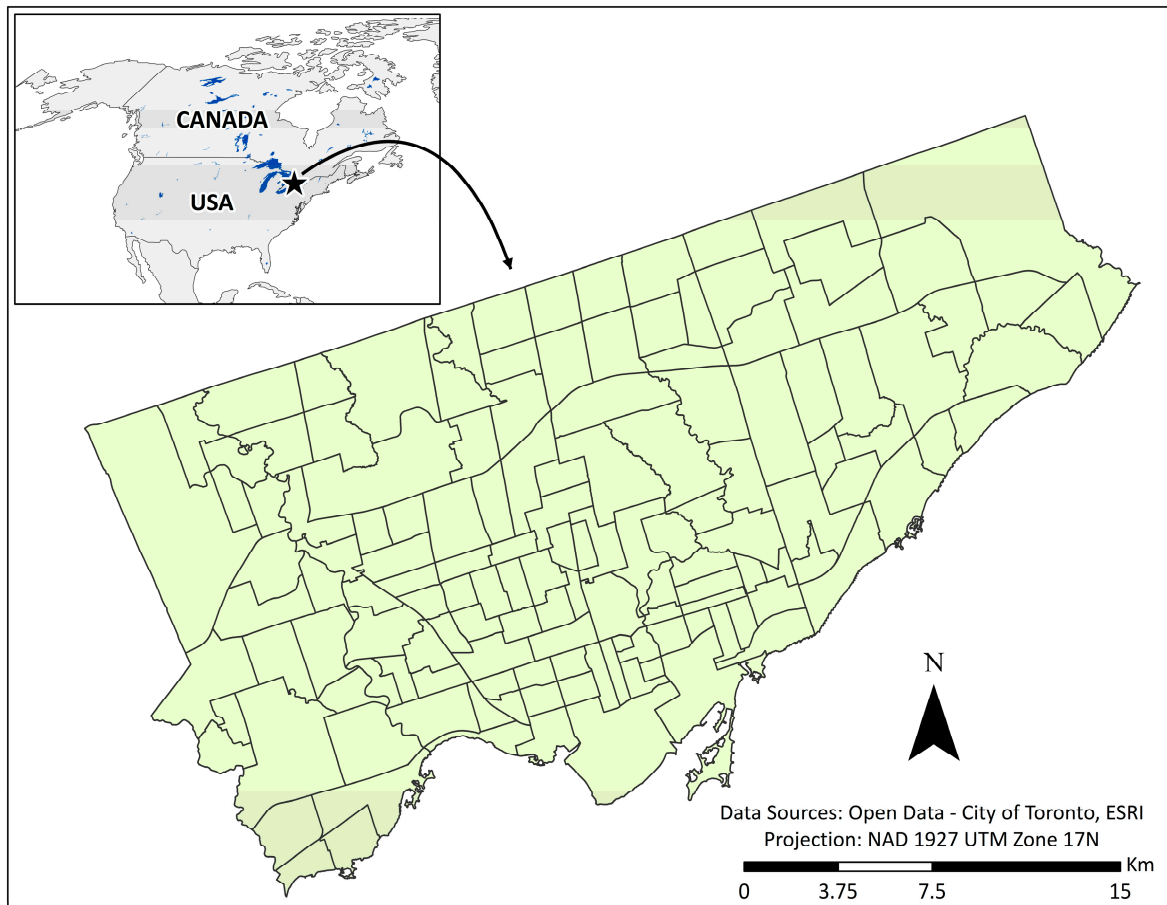 CANADA
USA
N
Data Sources: Open Data - City of Toronto, ESRI
Projection: NAD 1927 UTM Zone 17N
Km
0 3.75 7.5 15